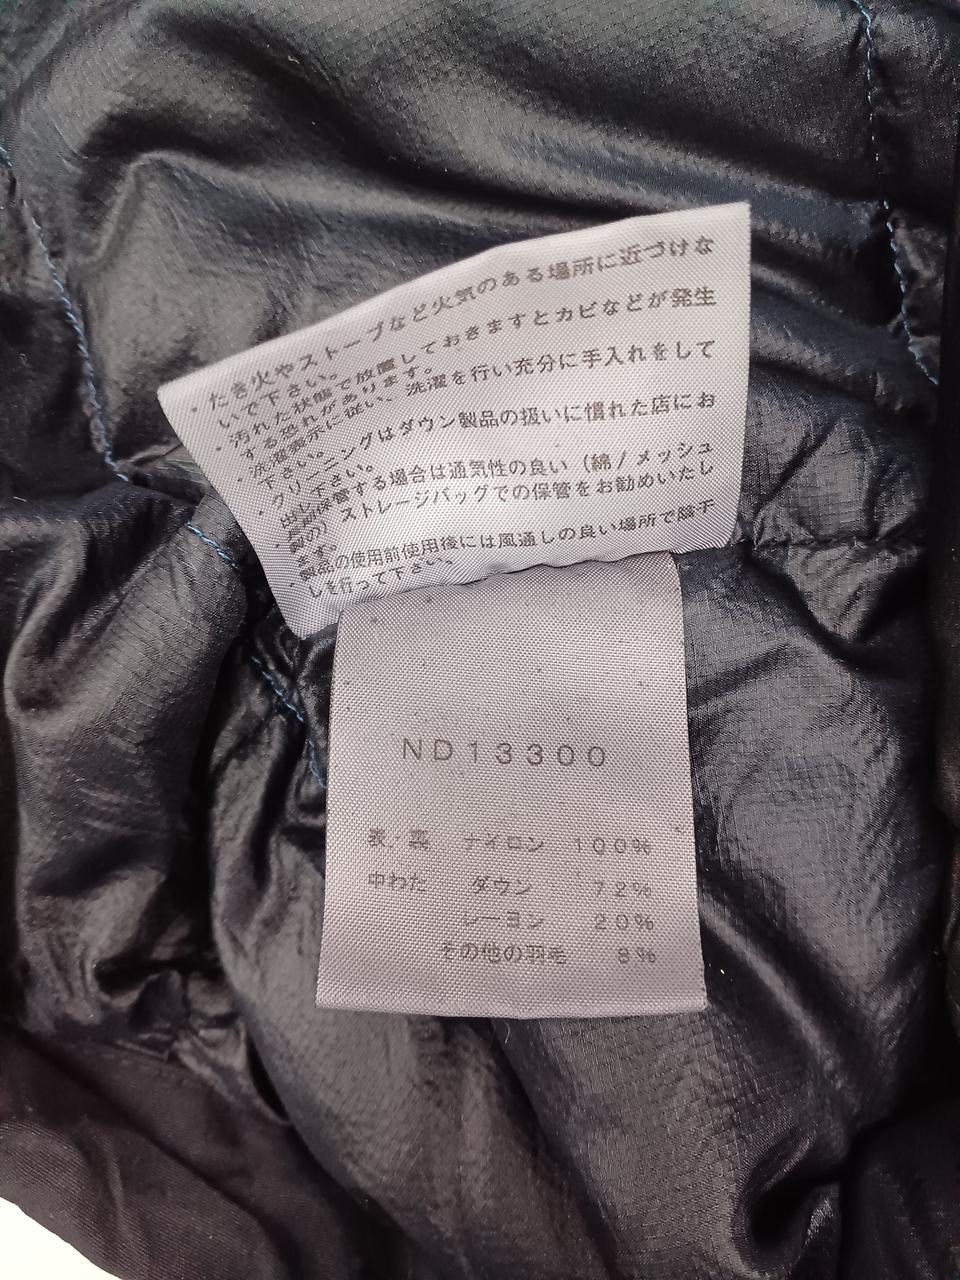 ・たき火やストーブなど火気のある場所に近づけな
いで下さい。
・汚れた状態で放置しておきますとカビなどが発生
する恐れがあります。
・洗濯表示に従い、洗濯を行い充分に手入れをして
下さい。
・クリーニングはダウン製品の扱いに慣れた店にお
出し下さい。
・長期保管する場合は通気性の良い（綿/メッシュ
製の）ストレージバッグでの保管をお勧めいたし
ます。
・製品の使用前使用後には風通しの良い場所で陰干
しを行って下さい。
ND13300
表・裏 ナイロン 100%
中わた ダウン 72%
レーヨン 20%
その他の羽毛 8%